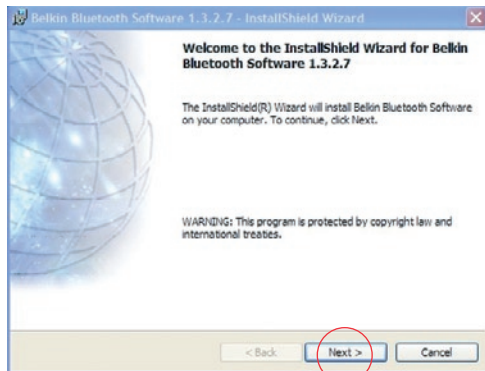 Belkin Bluetooth Software 1.3.2.7 - InstallShield Wizard
Welcome to the InstallShield Wizard for Belkin
Bluetooth Software 1.3.2.7
The InstallShield(R) Wizard will install Belkin Bluetooth Software
on your computer. To continue, click Next.
WARNING: This program is protected by copyright law and
international treaties.
< Back
Next >
Cancel